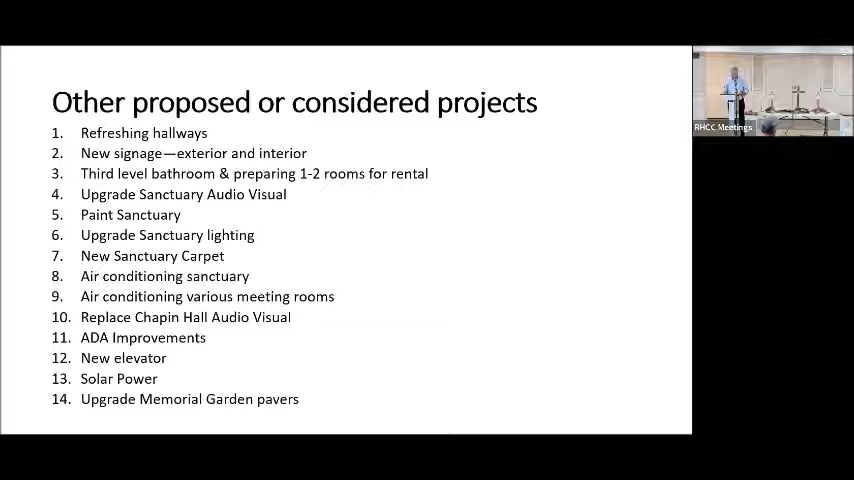 Other proposed or considered projects
1. Refreshing hallways
2. New signage—exterior and interior
3. Third level bathroom & preparing 1-2 rooms for rental
4. Upgrade Sanctuary Audio Visual
5. Paint Sanctuary
6. Upgrade Sanctuary lighting
7. New Sanctuary Carpet
8. Air conditioning sanctuary
9. Air conditioning various meeting rooms
10. Replace Chapin Hall Audio Visual
11. ADA Improvements
12. New elevator
13. Solar Power
14. Upgrade Memorial Garden pavers
RHCC Meetings